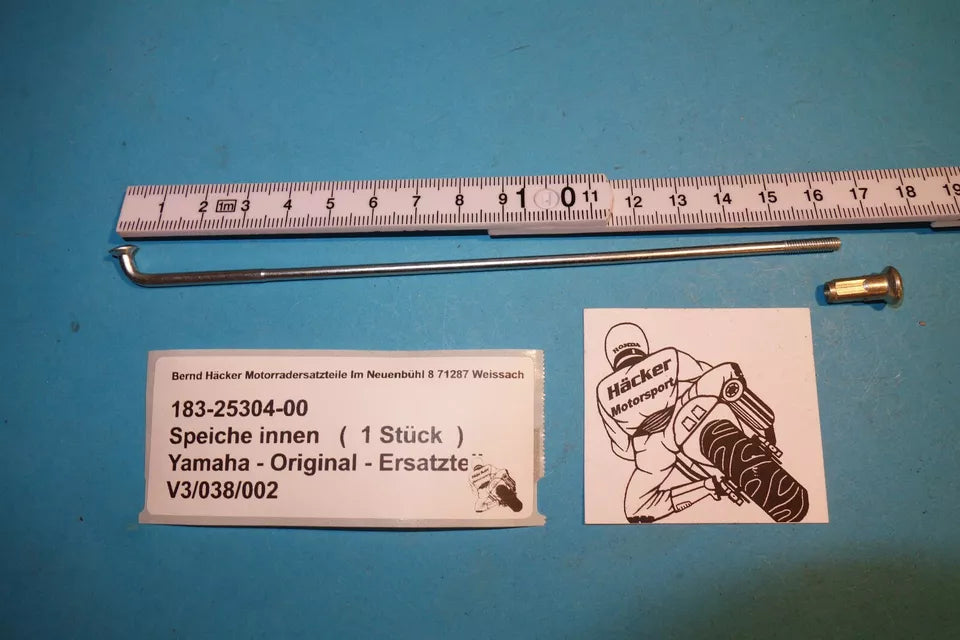 1 2 1m 3 4 5 6 7 8 9 10 11 12 13 14 15 16 17 18 19
Bernd Häcker Motorradersatzteile Im Neuenbühl 8 71287 Weissach
183-25304-00
Speiche innen ( 1 Stück )
Yamaha - Original - Ersatzteil
V3/038/002
HONDA
Häcker
Motorsport